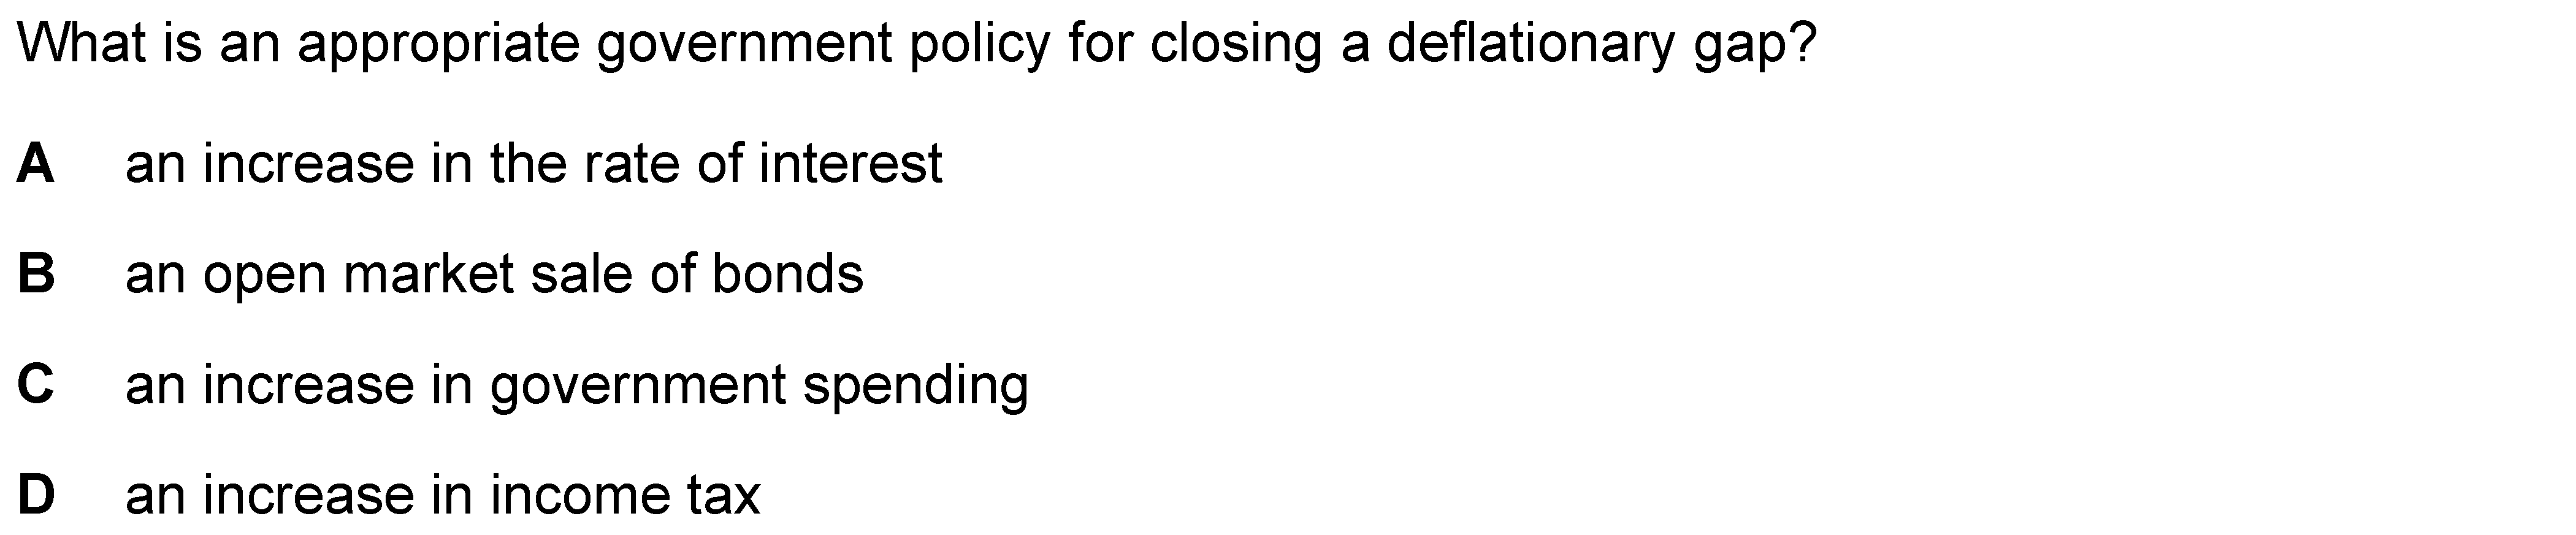 What is an appropriate government policy for closing a deflationary gap?
A an increase in the rate of interest
B an open market sale of bonds
C an increase in government spending
D an increase in income tax